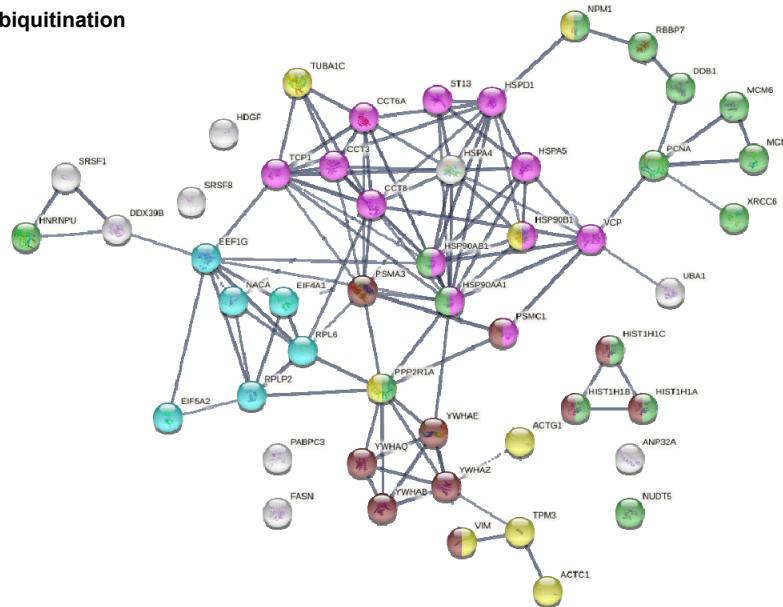 biquitination
NPM1
RBBP7
DDB1
TUBA1C
ST13
HSPD1
CCT6A
MCM6
HDGF
MCM
CCT3
HSPA4
HSPA5
PCNA
TCP1
SRSF1
CCT8
SRSF8
XRCC6
HNRNPU
DDX39B
HSP90B1
VCP
EEF1G
HSP90AB1
PSMA3
UBA1
NACA
EIF4A1
HSP90AA1
PSMC1
HIST1H1C
RPL6
PPP2R1A
HIST1H1B
HIST1H1A
RPLP2
EIF5A2
YWHAE
ACTG1
PABPC3
YWHAQ
ANP32A
YWHAZ
FASN
YWHAB
NUDT5
VIM
TPM3
ACTC1